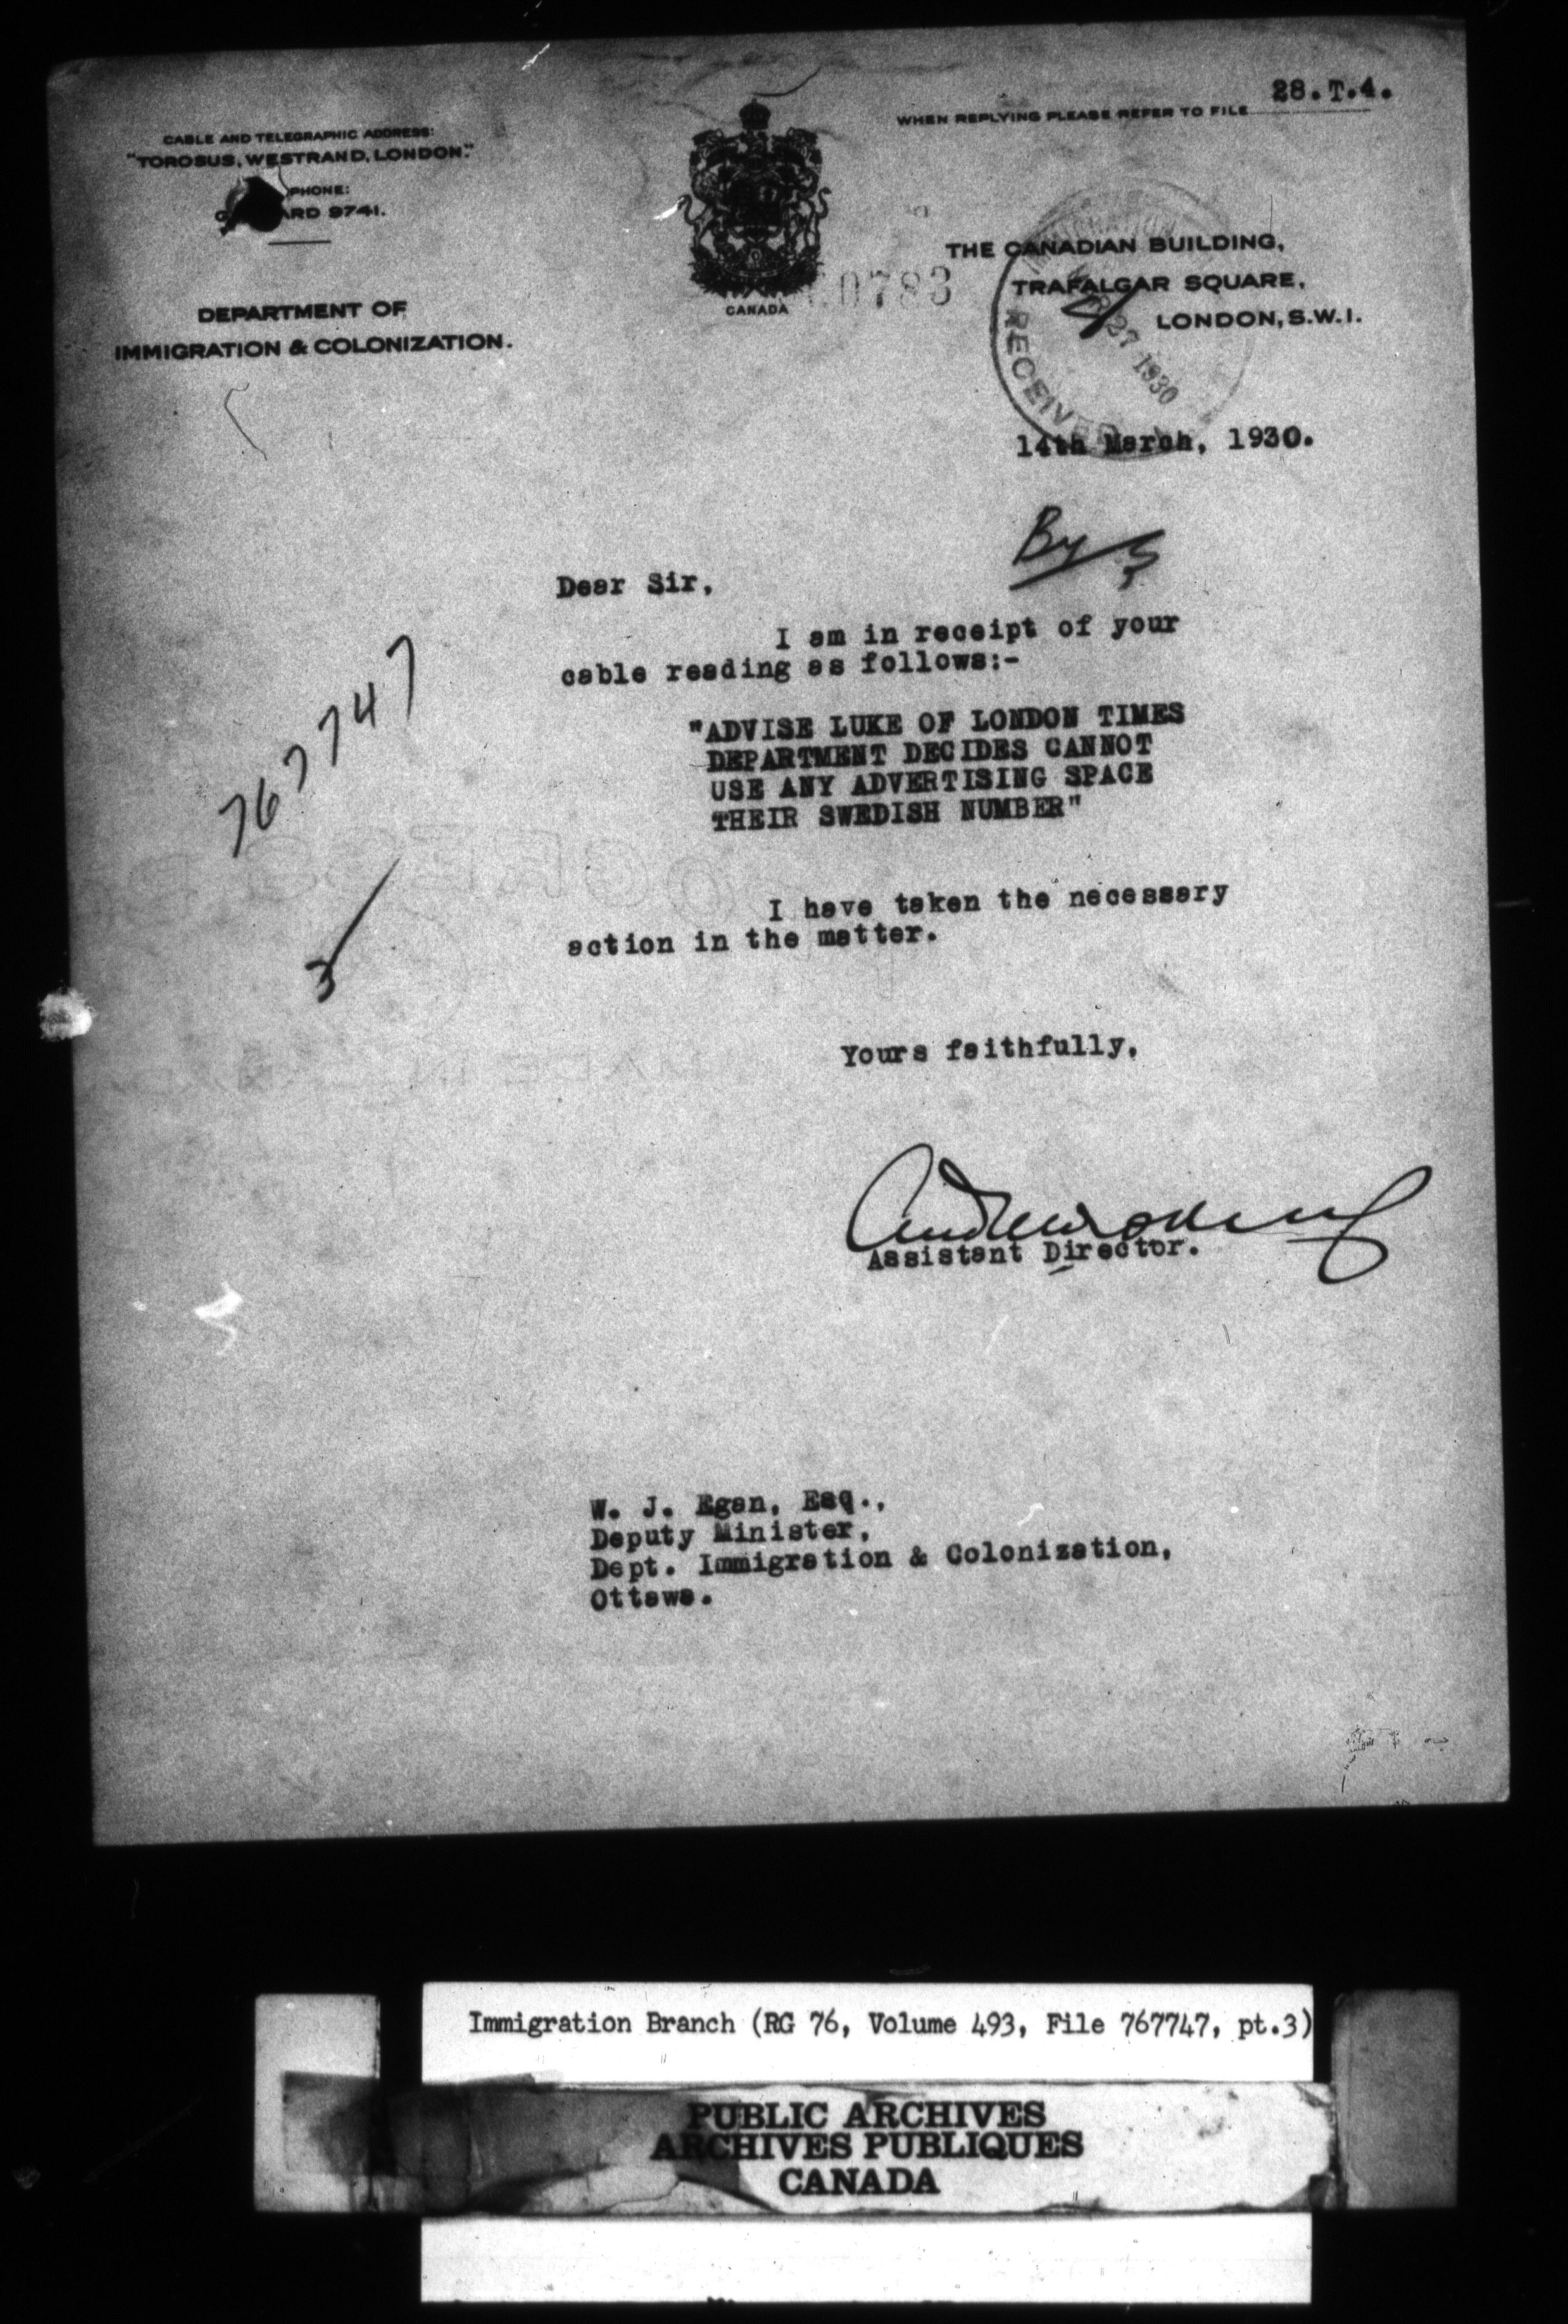 28.T.4.
WHEN REPLYING PLEASE REFER TO FILE
CABLE AND TELEGRAPHIC ADDRESS:
"TOROSUS, WESTRAND, LONDON."
PHONE:
9741.
DEPARTMENT OF
IMMIGRATION & COLONIZATION.
CANADA
0783
THE CANADIAN BUILDING,
TRAFALGAR SQUARE,
LONDON, S.W.1.
RECEIVED
27 1930
14th March, 1930.
By 5
Dear Sir,
I am in receipt of your
cable reading as follows:-
"ADVISE LUKE OF LONDON TIMES
DEPARTMENT DECIDES CANNOT
USE ANY ADVERTISING SPACE
THEIR SWEDISH NUMBER"
767747
3
I have taken the necessary
action in the matter.
Yours faithfully,
Assistant Director.
W. J. Egan, Esq.,
Deputy Minister,
Dept. Immigration & Colonization,
Ottawa.
Immigration Branch (RG 76, Volume 493, File 767747, pt.3)
PUBLIC ARCHIVES
ARCHIVES PUBLIQUES
CANADA